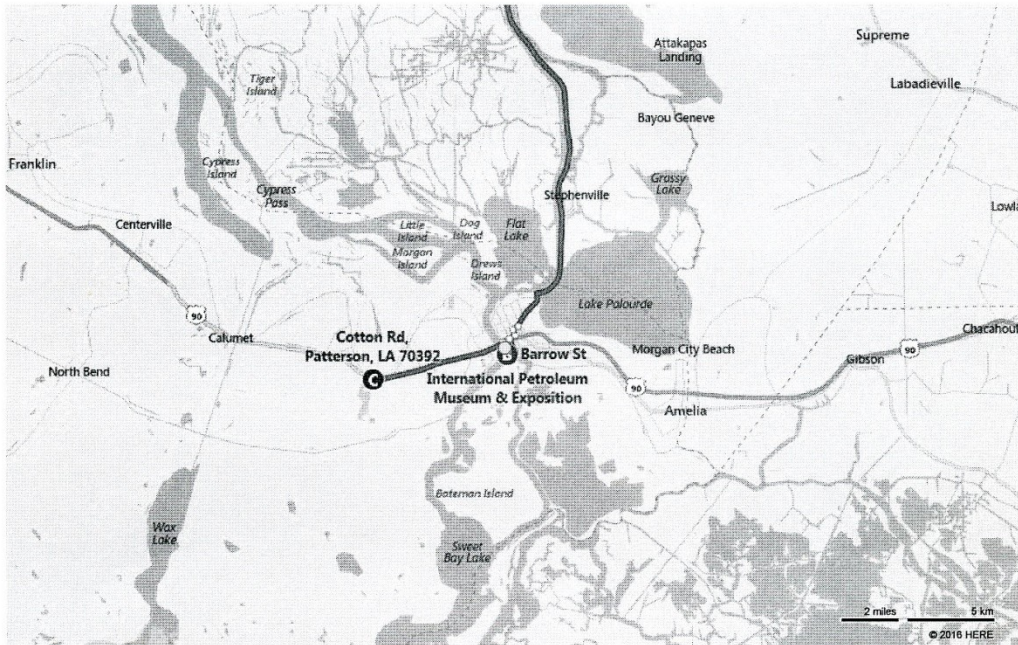 Supreme
Attakapas
Landing
Labadieville
Tiger
Island
Bayou Geneve
Franklin
Cypress
Island
Cypress
Pass
Grassy
Lake
Stephenville
Lowla
Centerville
Little
Island
Dog
Island
Flat
Lake
Morgan
Island
Drews
Island
Lake Palourde
90
Calumet
Cotton Rd,
Patterson, LA 70392
Chacahoul
90
C
Barrow St
Morgan City Beach
Gibson
North Bend
International Petroleum
Museum & Exposition
90
Amelia
Bateman Island
Wax
Lake
Sweet
Bay Lake
2 miles
5 km
© 2016 HERE